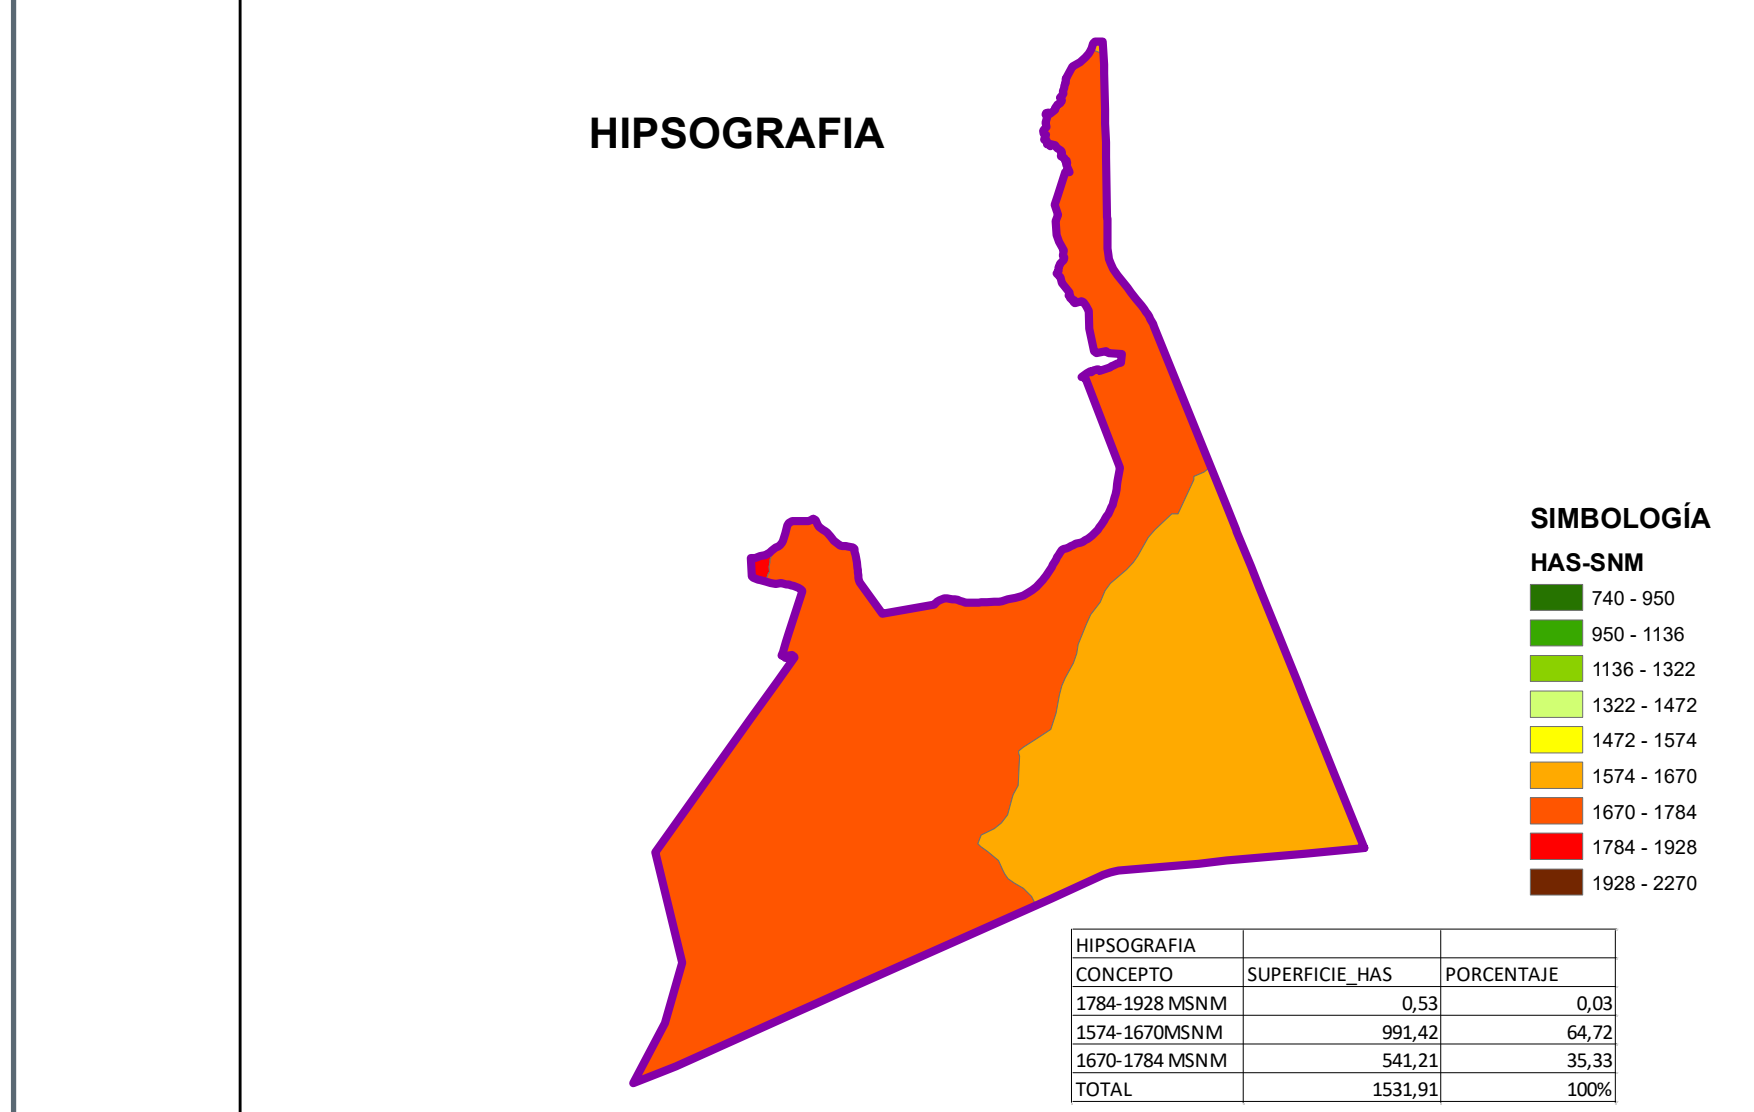 HIPSOGRAFIA
SIMBOLOGÍA
HAS-SNM
740 - 950
950 - 1136
1136 - 1322
1322 - 1472
1472 - 1574
1574 - 1670
1670 - 1784
1784 - 1928
1928 - 2270
HIPSOGRAFIA
CONCEPTO SUPERFICIE_HAS PORCENTAJE
1784-1928 MSNM 0,53 0,03
1574-1670MSNM 991,42 64,72
1670-1784 MSNM 541,21 35,33
TOTAL 1531,91 100%